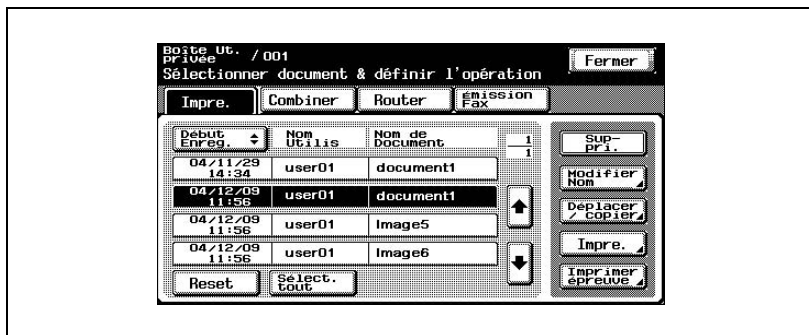 Boîte Ut.
privée / 001
Fermer
Sélectionner document & définir l'opération
Impre.
Combiner
Router
Émission
Fax
Début
Enreg.
Nom
Utilis
Nom de
Document
1
1
04/11/29
14:34
user01
document1
04/12/09
11:56
user01
document1
04/12/09
11:56
user01
Image5
04/12/09
11:56
user01
Image6
Reset
Sélect.
tout
Sup-
pri.
Modifier
Nom
Déplacer
/ copier
Impre.
Imprimer
épreuve